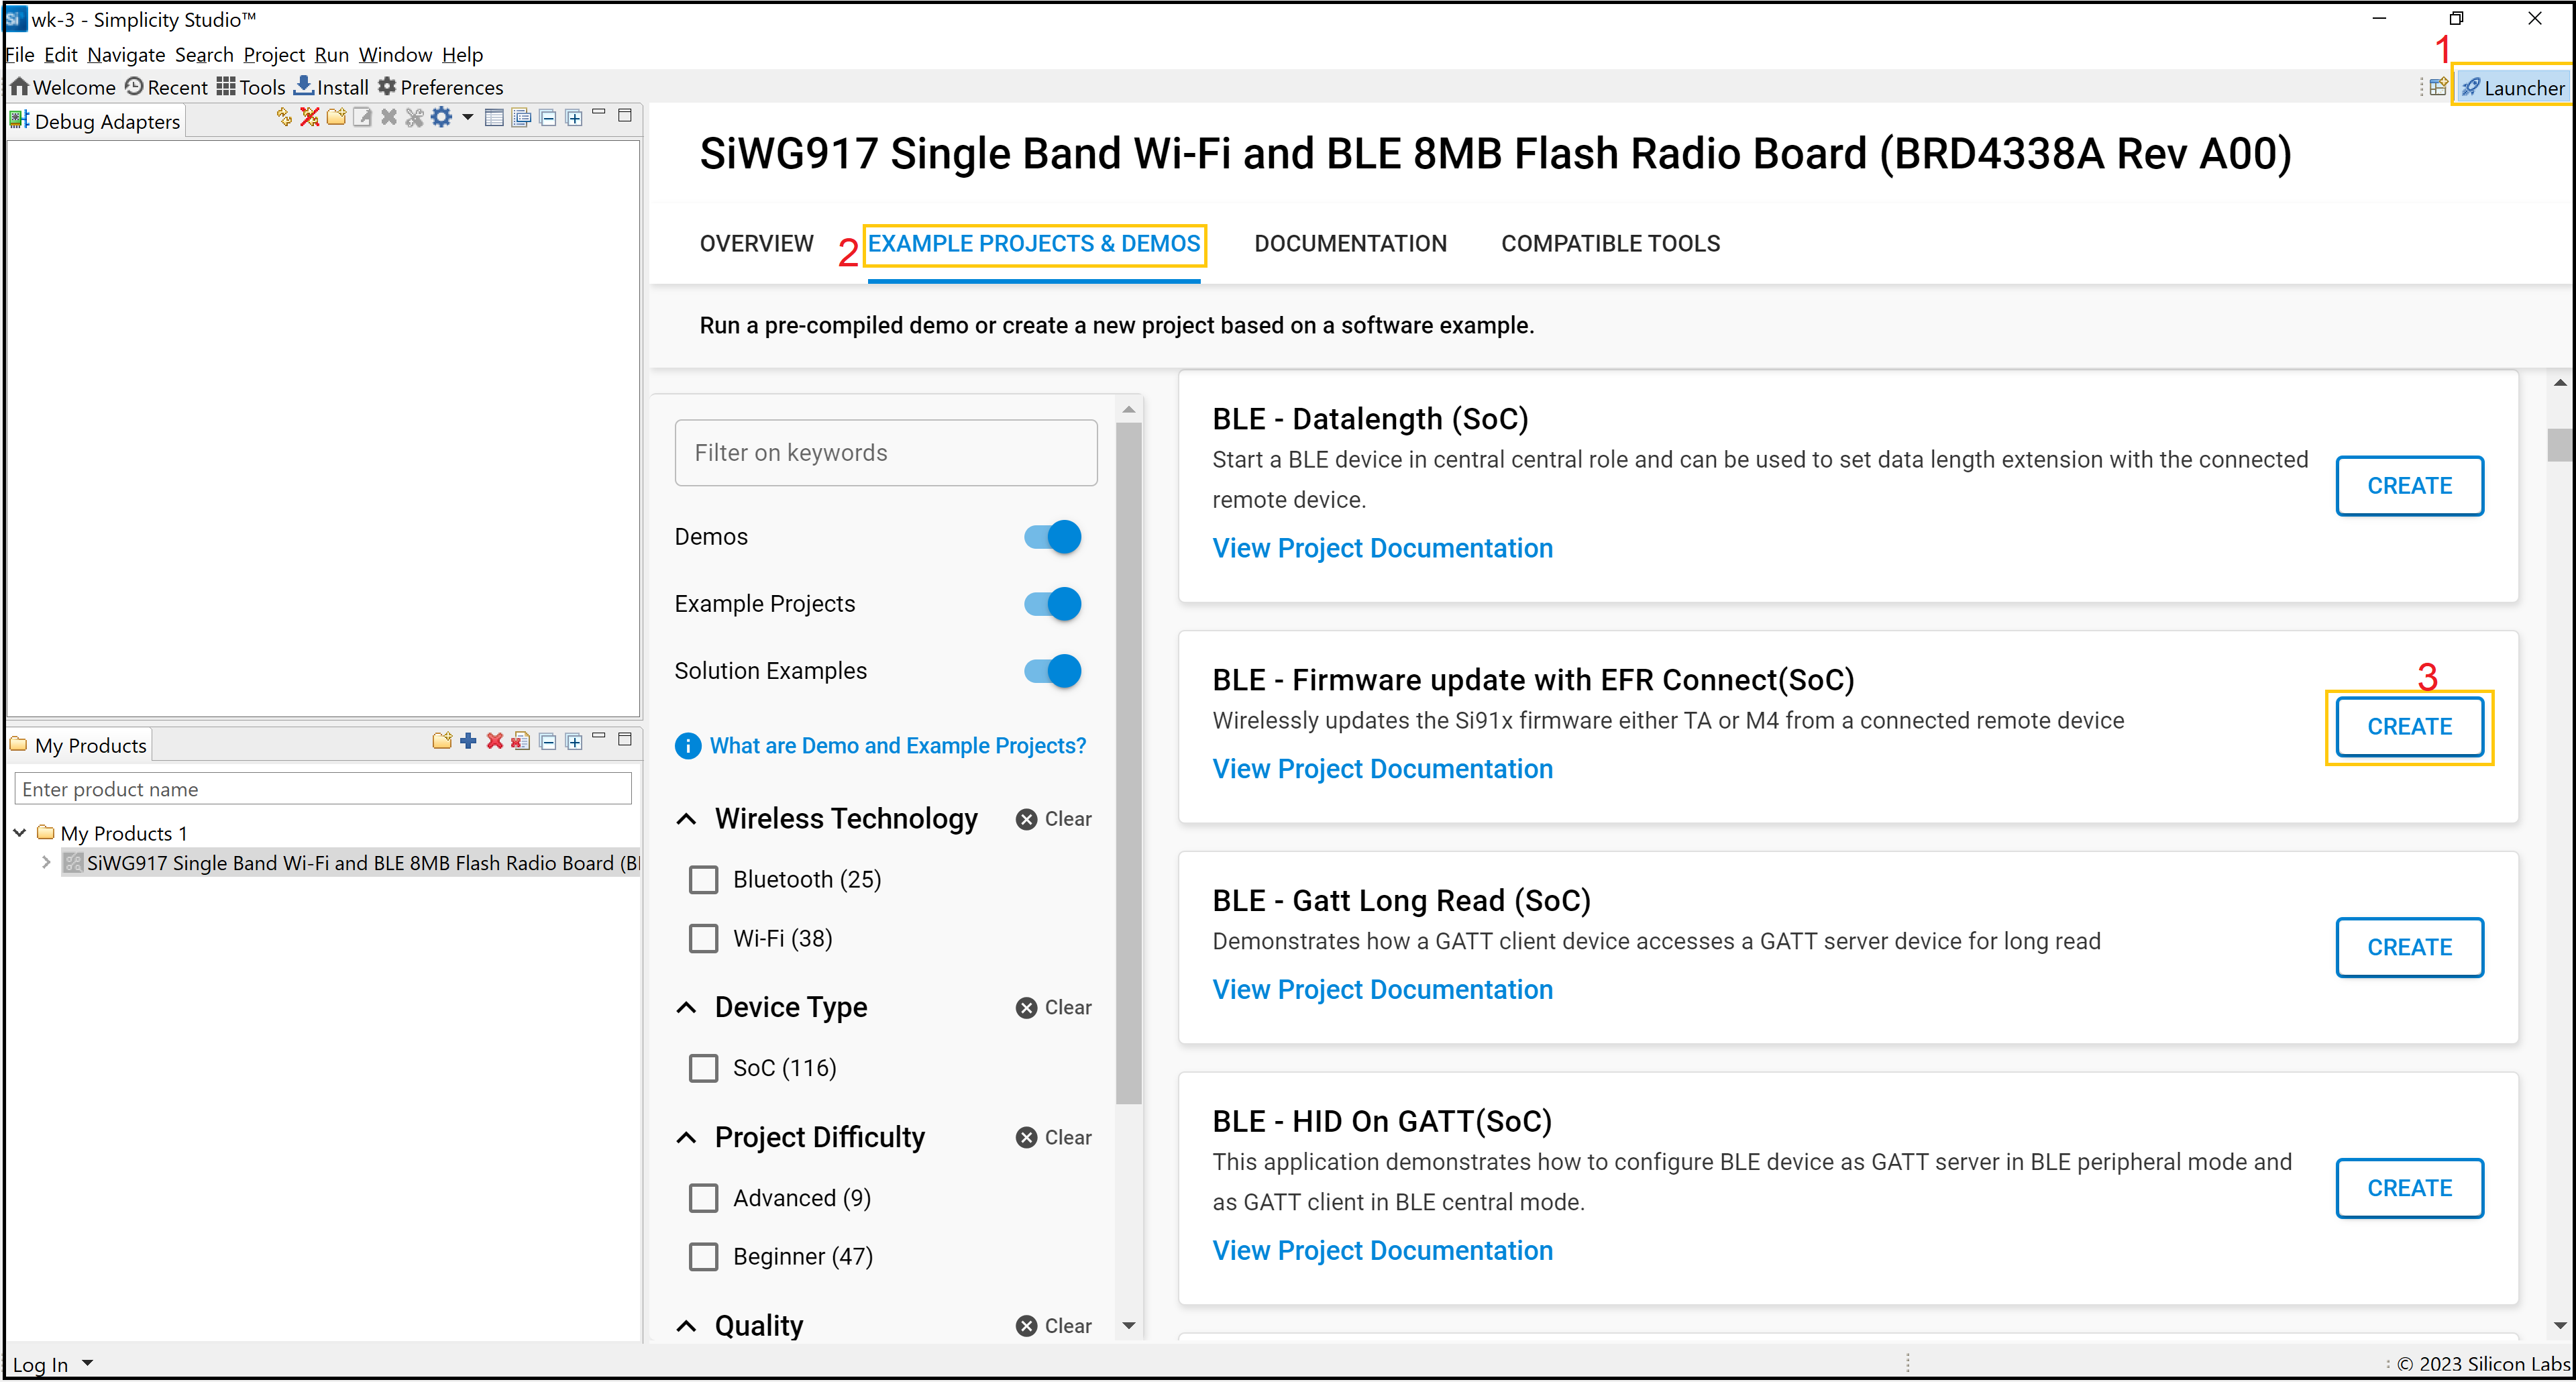 Si wk-3 - Simplicity Studio™
File Edit Navigate Search Project Run Window Help
1
Welcome Recent Tools Install Preferences
Launcher
Debug Adapters
SiWG917 Single Band Wi-Fi and BLE 8MB Flash Radio Board (BRD4338A Rev A00)
OVERVIEW 2 EXAMPLE PROJECTS & DEMOS DOCUMENTATION COMPATIBLE TOOLS
Run a pre-compiled demo or create a new project based on a software example.
Filter on keywords
Demos
Example Projects
Solution Examples
What are Demo and Example Projects?
Wireless Technology Clear
Bluetooth (25)
Wi-Fi (38)
Device Type Clear
SoC (116)
Project Difficulty Clear
Advanced (9)
Beginner (47)
Quality Clear
BLE - Datalength (SoC)
Start a BLE device in central central role and can be used to set data length extension with the connected
remote device.
View Project Documentation
CREATE
BLE - Firmware update with EFR Connect(SoC)
Wirelessly updates the Si91x firmware either TA or M4 from a connected remote device
View Project Documentation
3
CREATE
BLE - Gatt Long Read (SoC)
Demonstrates how a GATT client device accesses a GATT server device for long read
View Project Documentation
CREATE
BLE - HID On GATT(SoC)
This application demonstrates how to configure BLE device as GATT server in BLE peripheral mode and
as GATT client in BLE central mode.
View Project Documentation
CREATE
My Products
Enter product name
My Products 1
SiWG917 Single Band Wi-Fi and BLE 8MB Flash Radio Board (BI
Log In
© 2023 Silicon Labs